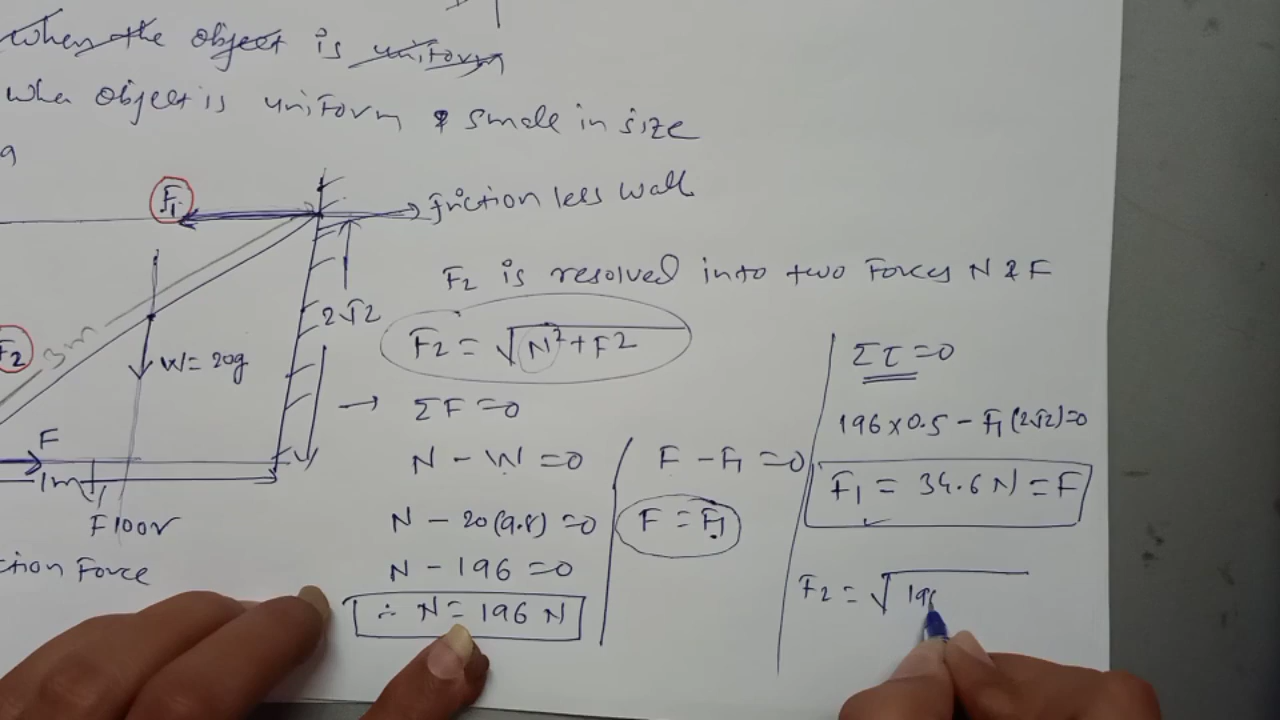 When the object is uniform
when object is uniform & small in size
g
F₁
friction less wall
F₂ is resolved into two Forces N & F
2√2
F₂
3m
W=20g
F₂ = √N²+F²
Στ=0
→ ΣF=0
196×0.5 - F₁(2√2)=0
F
1m
N - W =0
F - F₁ =0
F₁ = 34.6 N = F
Floor
N - 20(9.8) =0
F = F₁
N - 196 =0
ction Force
∴ N = 196 N
F₂ = √196